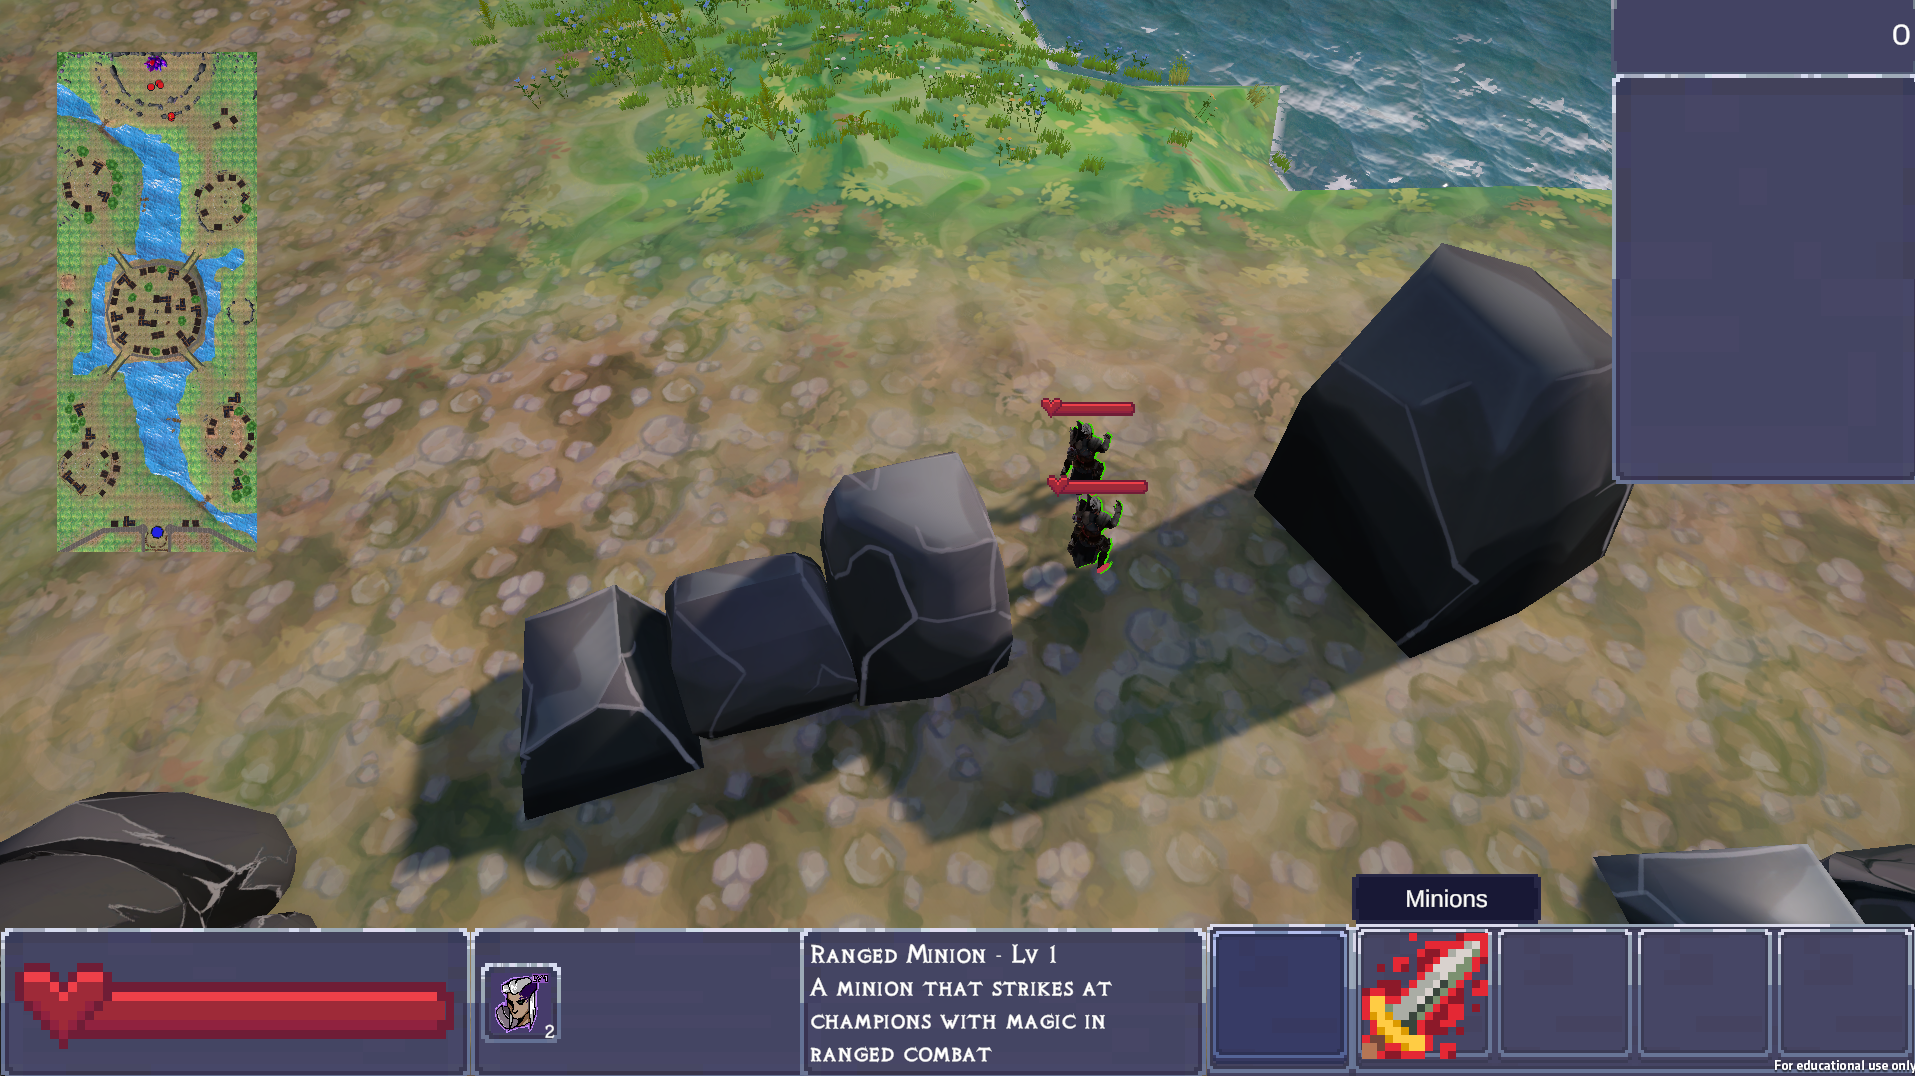 0
Minions
Ranged Minion - Lv 1
A minion that strikes at
champions with magic in
ranged combat
2
For educational use only